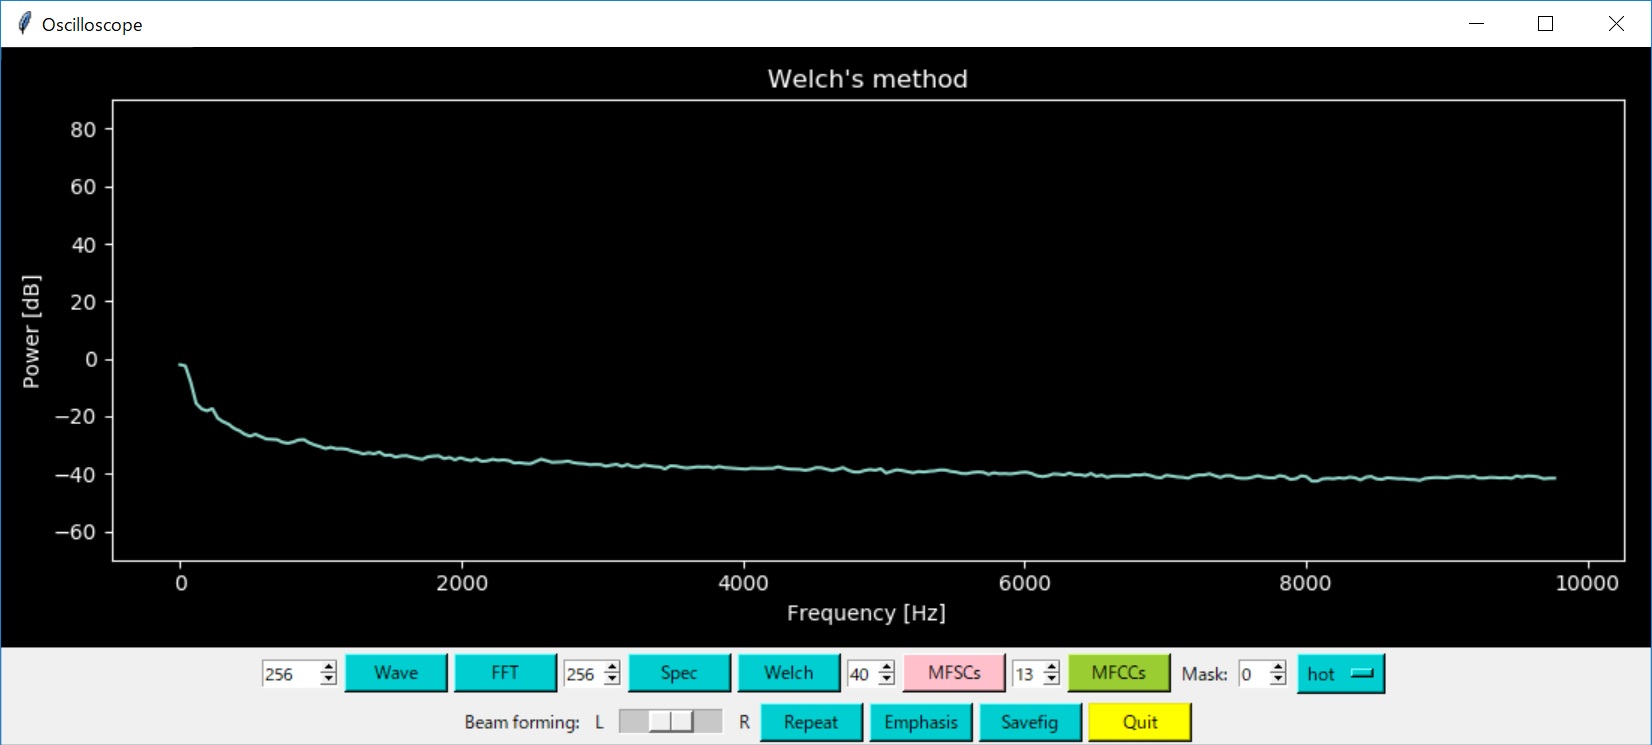 Oscilloscope
Welch's method
80
60
40
20
0
−20
−40
−60
Power [dB]
0 2000 4000 6000 8000 10000
Frequency [Hz]
256 Wave FFT 256 Spec Welch 40 MFSCs 13 MFCCs Mask: 0 hot
Beam forming: L R Repeat Emphasis Savefig Quit